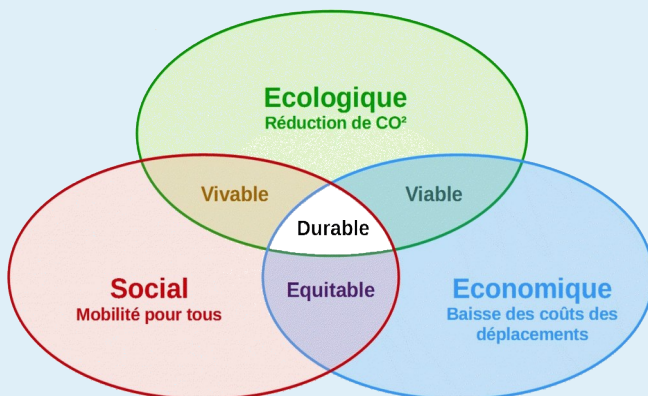 Ecologique
Réduction de CO²
Vivable
Viable
Durable
Social
Mobilité pour tous
Equitable
Economique
Baisse des coûts des
déplacements